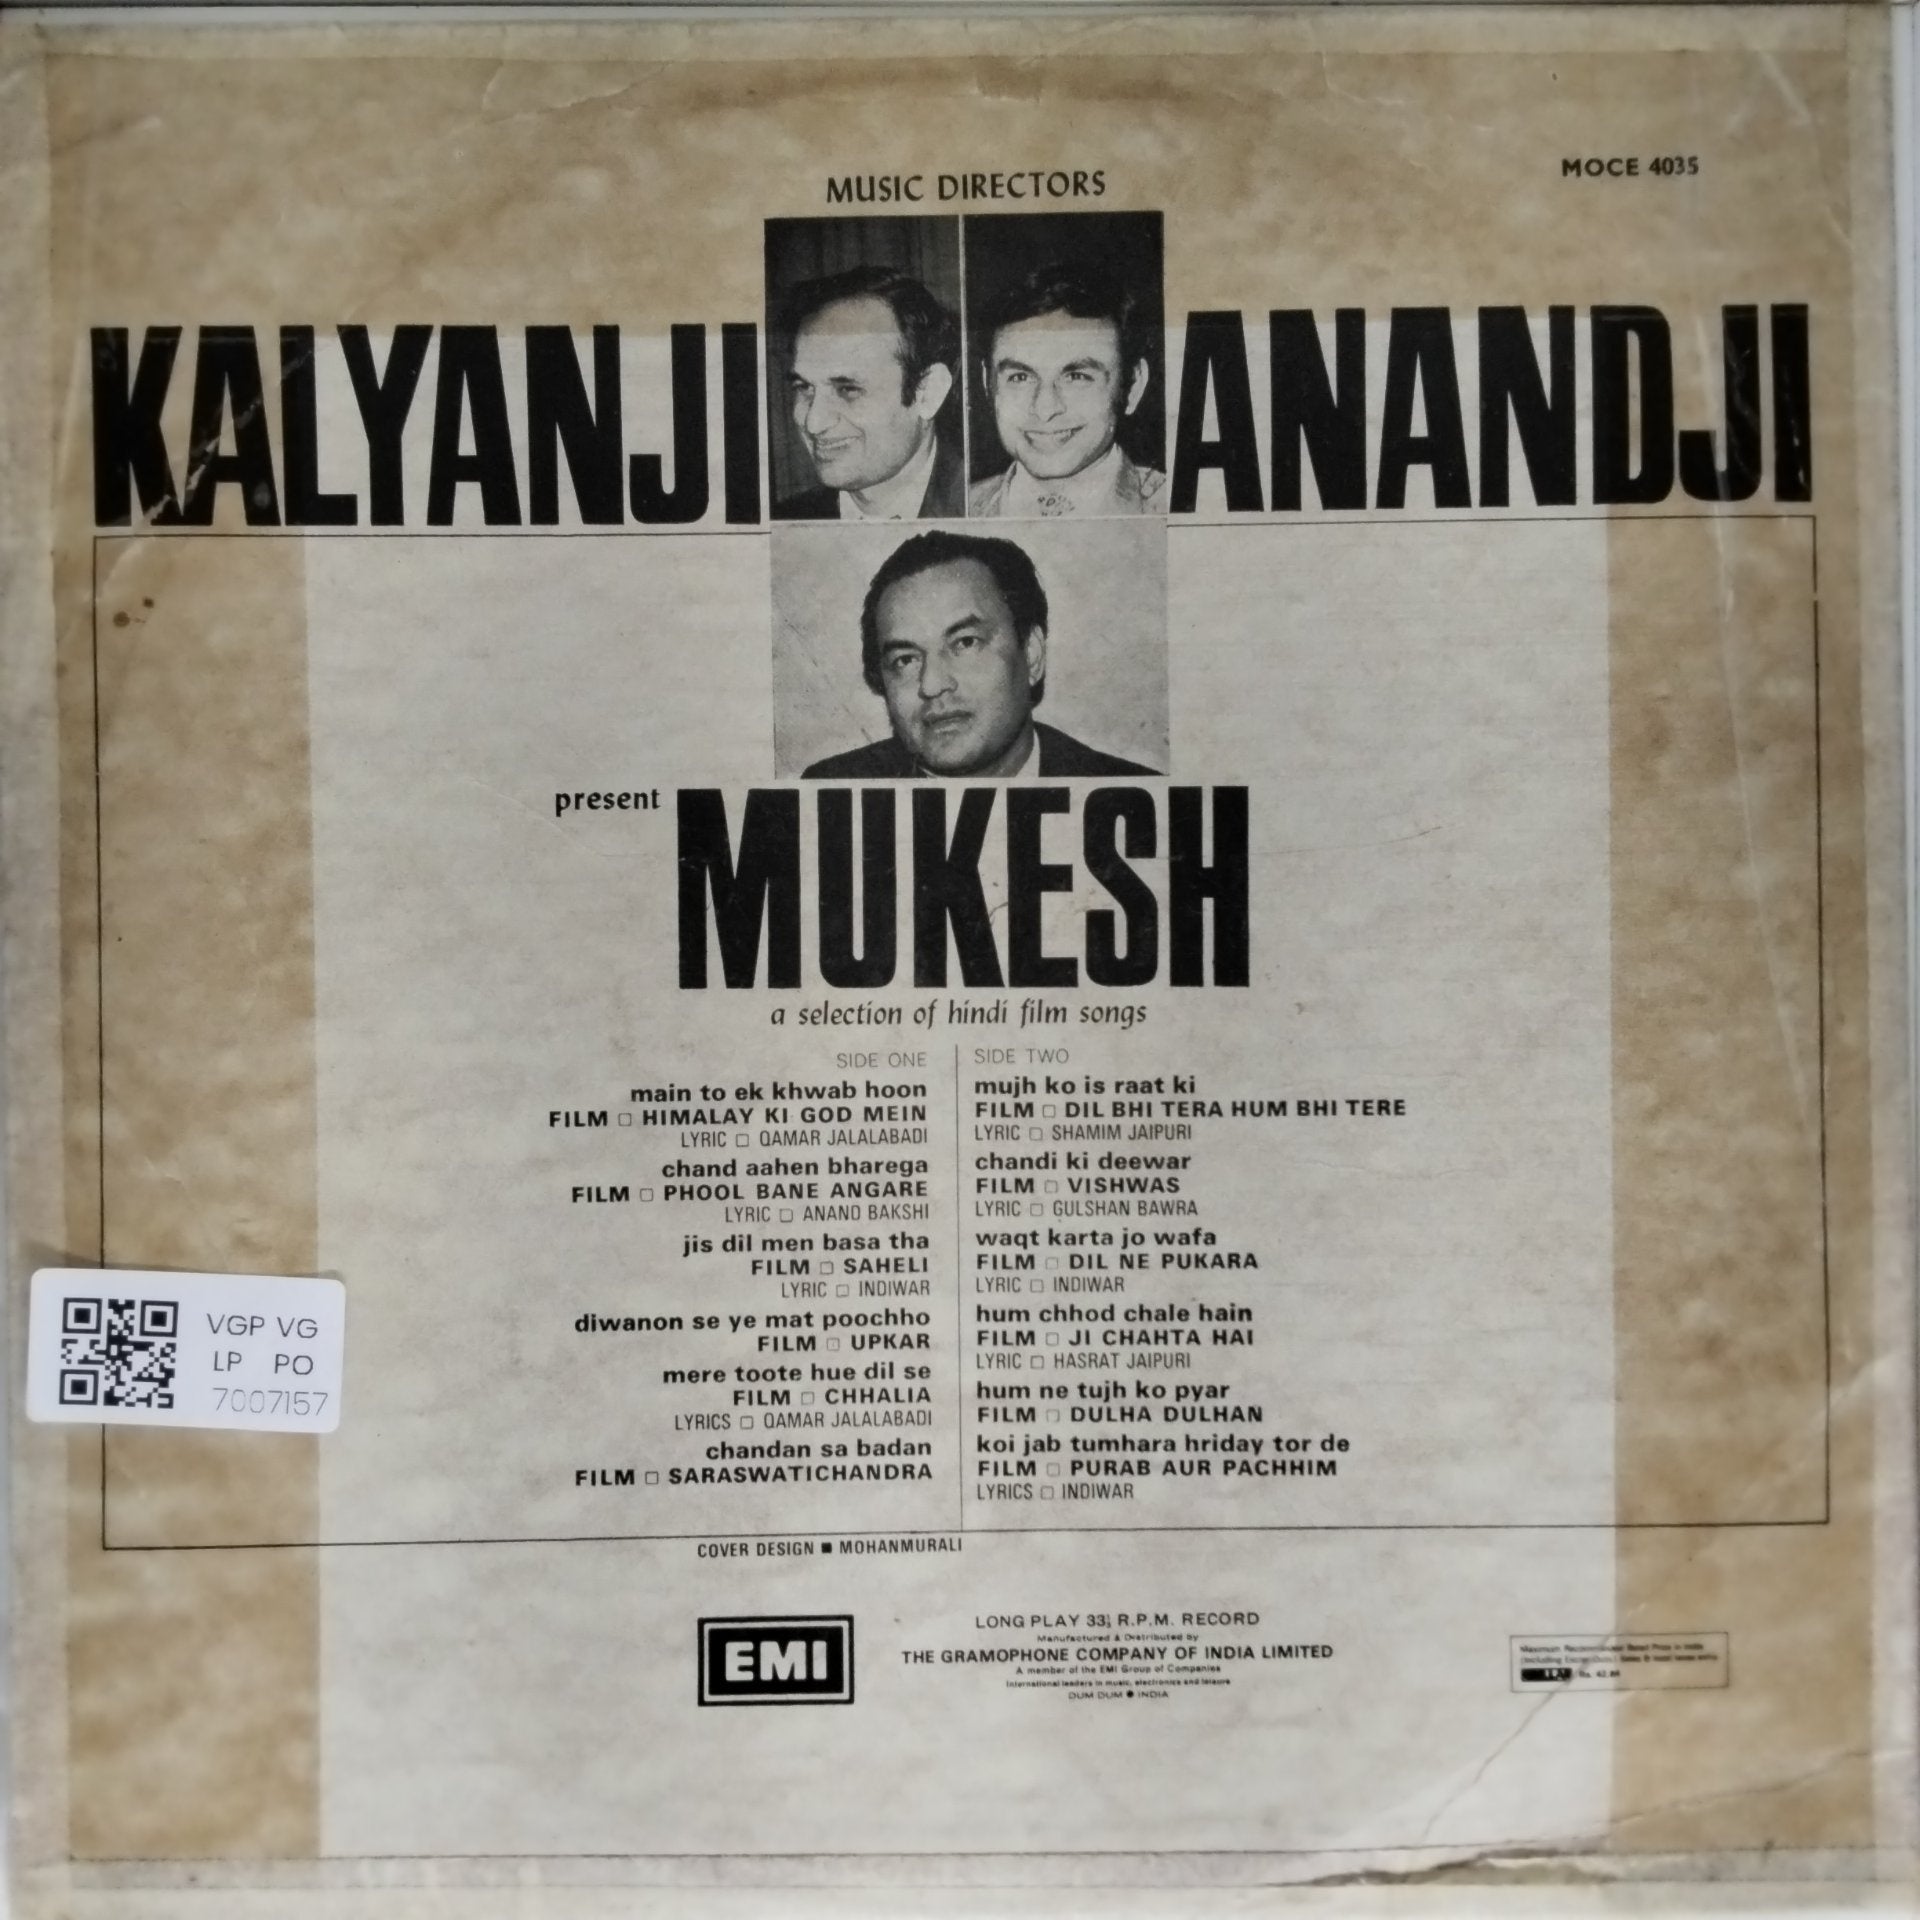 MOCE 4035
MUSIC DIRECTORS
KALYANJI ANANDJI
present
MUKESH
a selection of hindi film songs
SIDE ONE
main to ek khwab hoon
FILM □ HIMALAY KI GOD MEIN
LYRIC □ QAMAR JALALABADI
chand aahen bharega
FILM □ PHOOL BANE ANGARE
LYRIC □ ANAND BAKSHI
jis dil men basa tha
FILM □ SAHELI
LYRIC □ INDIWAR
diwanon se ye mat poochho
FILM □ UPKAR
mere toote hue dil se
FILM □ CHHALIA
LYRICS □ QAMAR JALALABADI
chandan sa badan
FILM □ SARASWATICHANDRA
SIDE TWO
mujh ko is raat ki
FILM □ DIL BHI TERA HUM BHI TERE
LYRIC □ SHAMIM JAIPURI
chandi ki deewar
FILM □ VISHWAS
LYRIC □ GULSHAN BAWRA
waqt karta jo wafa
FILM □ DIL NE PUKARA
LYRIC □ INDIWAR
hum chhod chale hain
FILM □ JI CHAHTA HAI
LYRIC □ HASRAT JAIPURI
hum ne tujh ko pyar
FILM □ DULHA DULHAN
koi jab tumhara hriday tor de
FILM □ PURAB AUR PACHHIM
LYRICS □ INDIWAR
VGP VG
LP PO
7007157
COVER DESIGN ■ MOHANMURALI
EMI
LONG PLAY 33⅓ R.P.M. RECORD
Manufactured & Distributed by
THE GRAMOPHONE COMPANY OF INDIA LIMITED
A member of the EMI Group of Companies
International leaders in music, electronics and leisure
DUM DUM ● INDIA
Maximum Recommended Retail Price in India